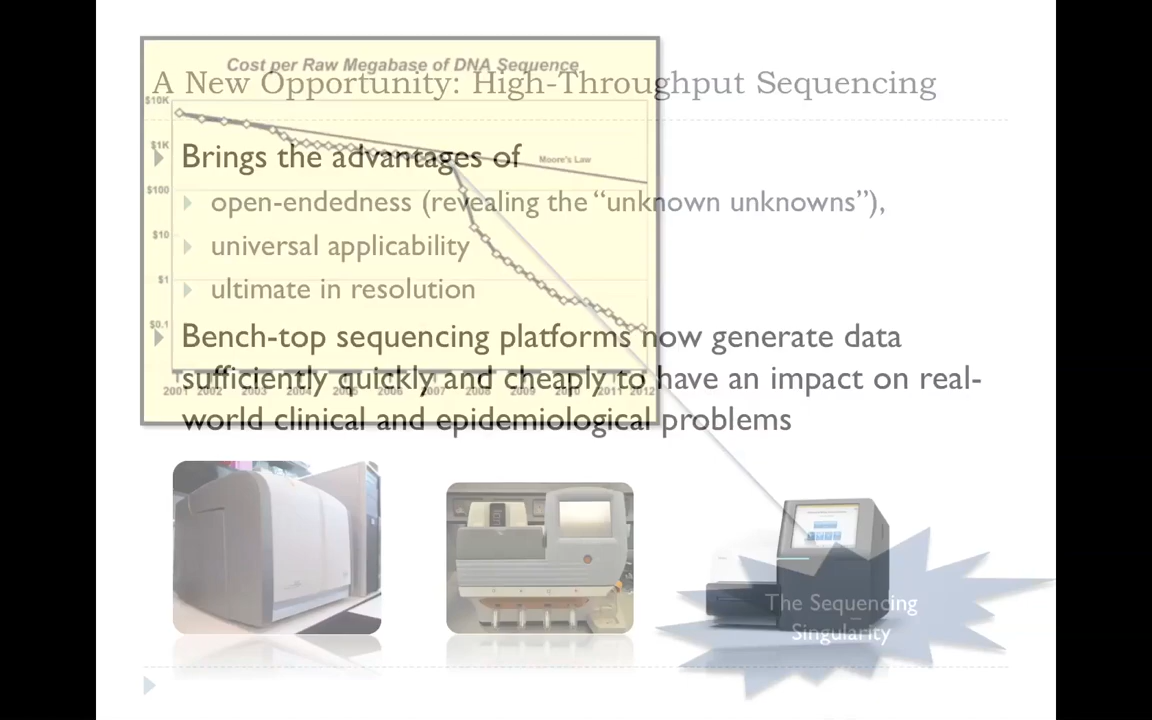 Cost per Raw Megabase of DNA Sequence
A New Opportunity: High-Throughput Sequencing
$10K
$1K
$100
$10
$1
$0.1
Moore's Law
2001 2002 2003 2004 2005 2006 2007 2008 2009 2010 2011 2012
Brings the advantages of
open-endedness (revealing the “unknown unknowns”),
universal applicability
ultimate in resolution
Bench-top sequencing platforms now generate data
sufficiently quickly and cheaply to have an impact on real-
world clinical and epidemiological problems
The Sequencing
Singularity